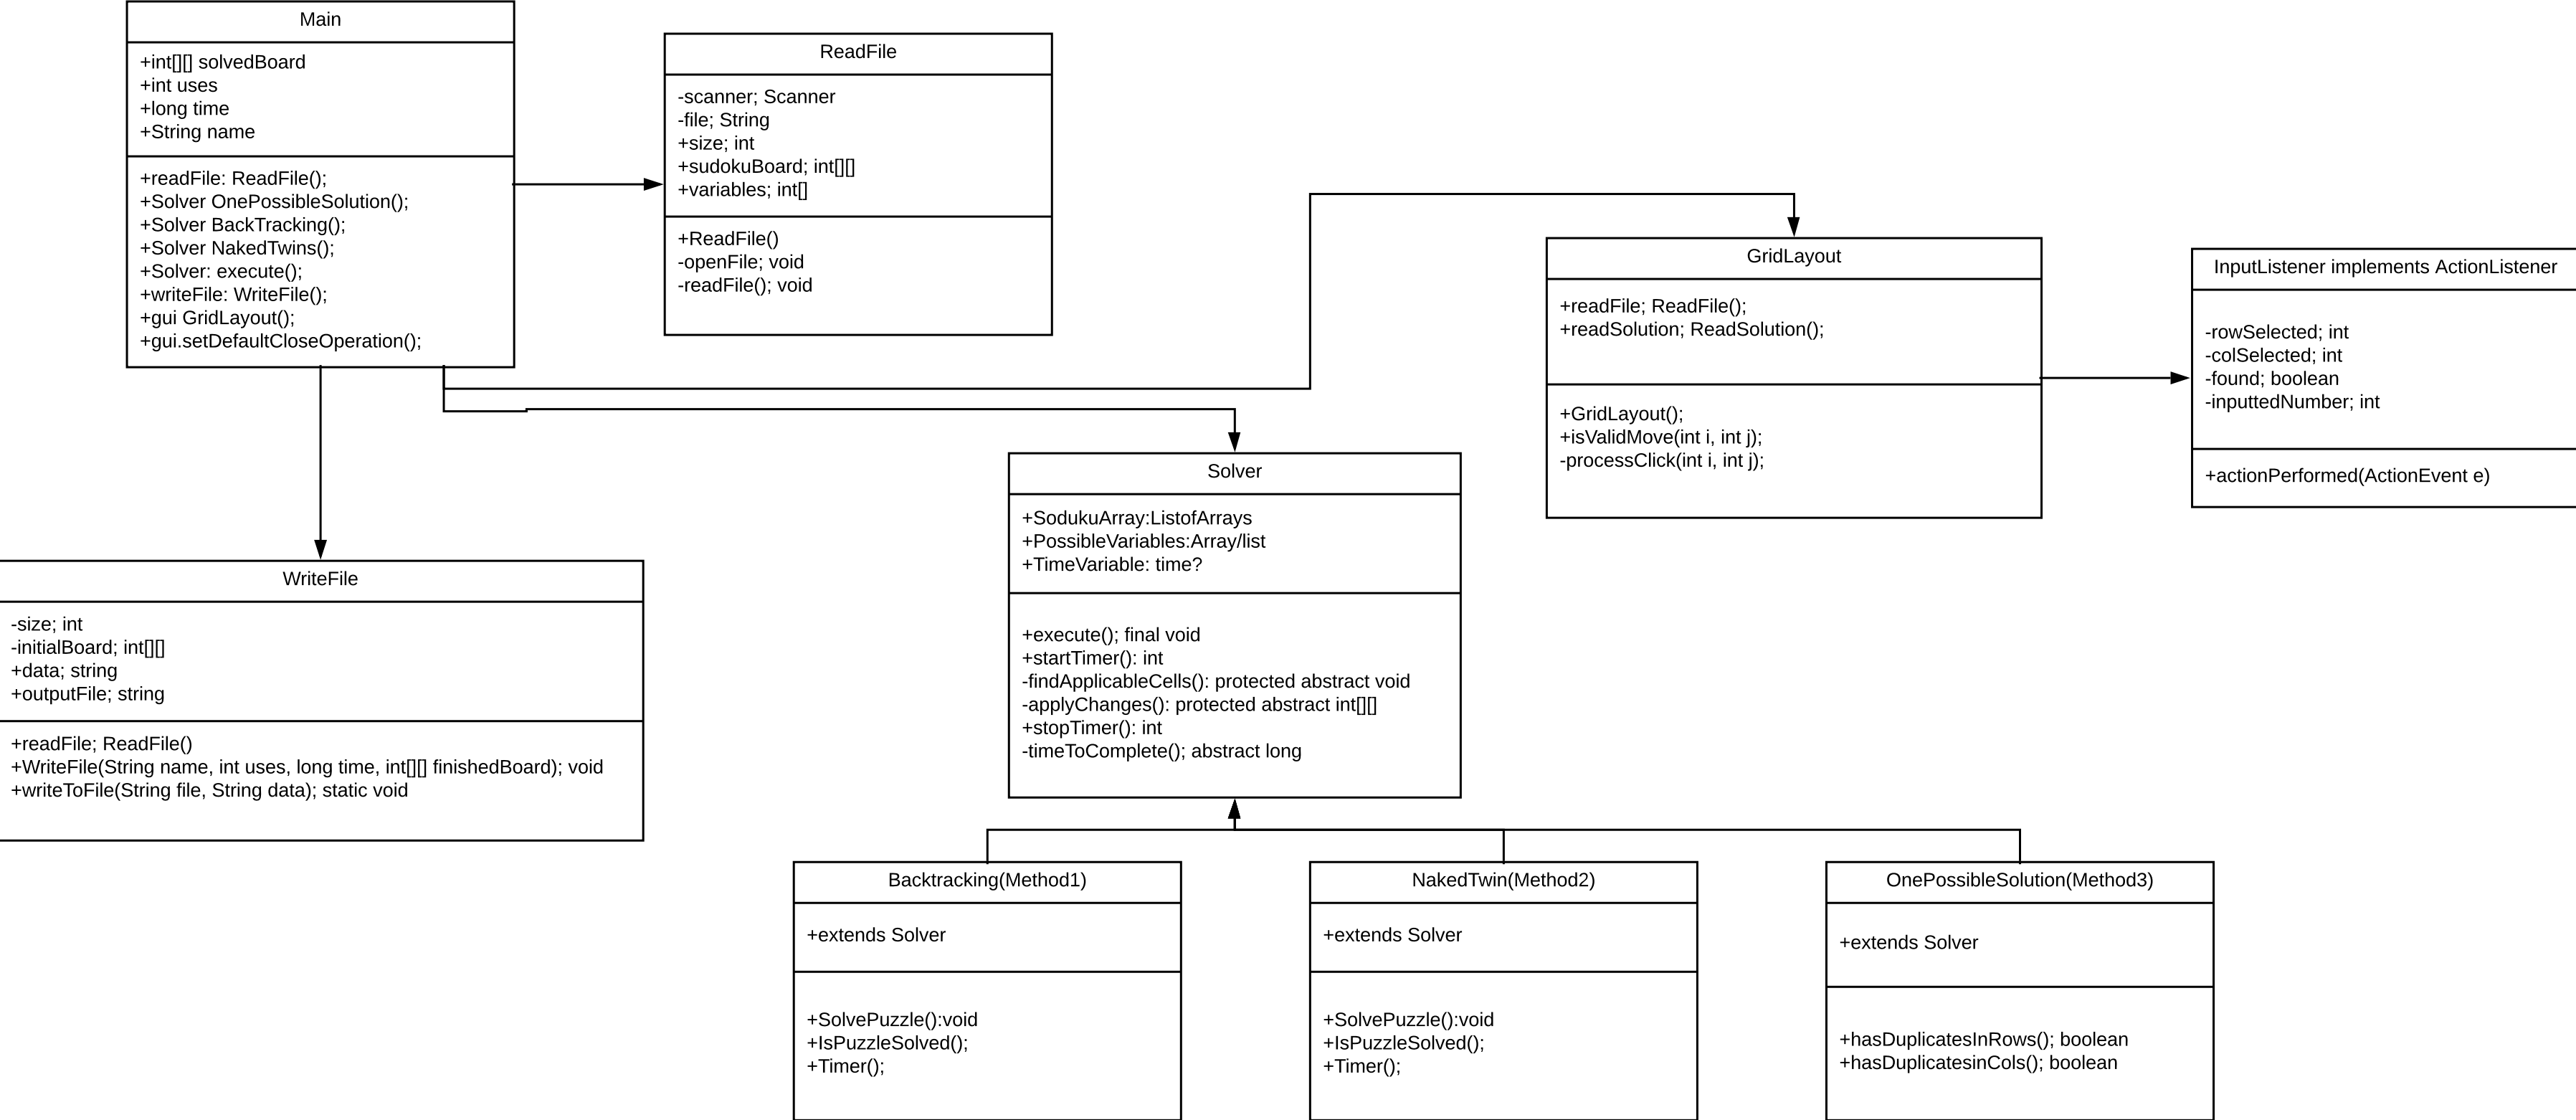 Main
+int[][] solvedBoard
+int uses
+long time
+String name
+readFile: ReadFile();
+Solver OnePossibleSolution();
+Solver BackTracking();
+Solver NakedTwins();
+Solver: execute();
+writeFile: WriteFile();
+gui GridLayout();
+gui.setDefaultCloseOperation();
ReadFile
-scanner; Scanner
-file; String
+size; int
+sudokuBoard; int[][]
+variables; int[]
+ReadFile()
-openFile; void
-readFile(); void
GridLayout
+readFile; ReadFile();
+readSolution; ReadSolution();
+GridLayout();
+isValidMove(int i, int j);
-processClick(int i, int j);
InputListener implements ActionListener
-rowSelected; int
-colSelected; int
-found; boolean
-inputtedNumber; int
+actionPerformed(ActionEvent e)
Solver
+SodukuArray:ListofArrays
+PossibleVariables:Array/list
+TimeVariable: time?
+execute(); final void
+startTimer(): int
-findApplicableCells(): protected abstract void
-applyChanges(): protected abstract int[][]
+stopTimer(): int
-timeToComplete(); abstract long
WriteFile
-size; int
-initialBoard; int[][]
+data; string
+outputFile; string
+readFile; ReadFile()
+WriteFile(String name, int uses, long time, int[][] finishedBoard); void
+writeToFile(String file, String data); static void
Backtracking(Method1)
+extends Solver
+SolvePuzzle():void
+IsPuzzleSolved();
+Timer();
NakedTwin(Method2)
+extends Solver
+SolvePuzzle():void
+IsPuzzleSolved();
+Timer();
OnePossibleSolution(Method3)
+extends Solver
+hasDuplicatesInRows(); boolean
+hasDuplicatesinCols(); boolean